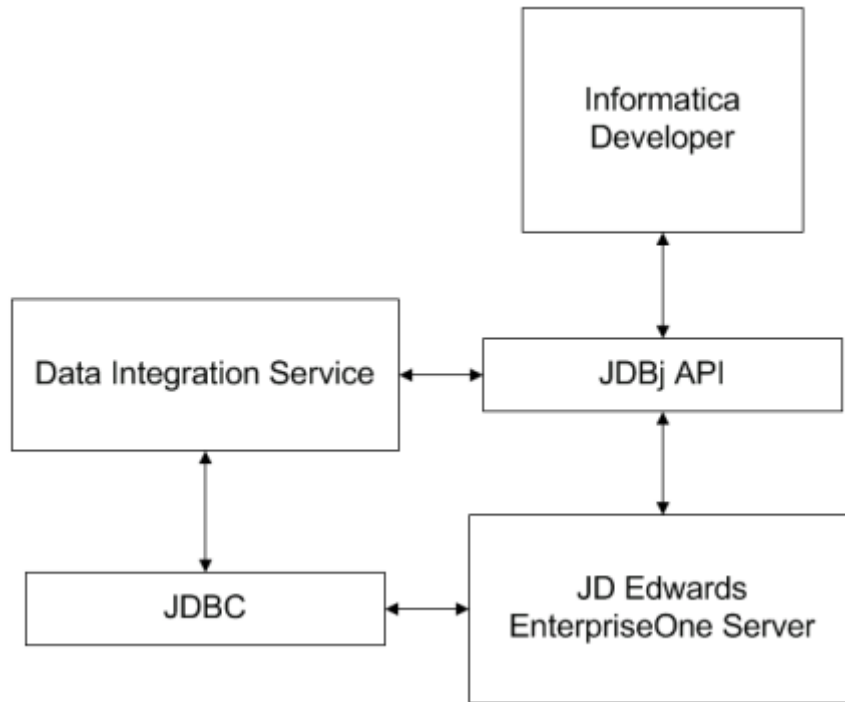 Informatica
Developer
Data Integration Service
JDBj API
JDBC
JD Edwards
EnterpriseOne Server